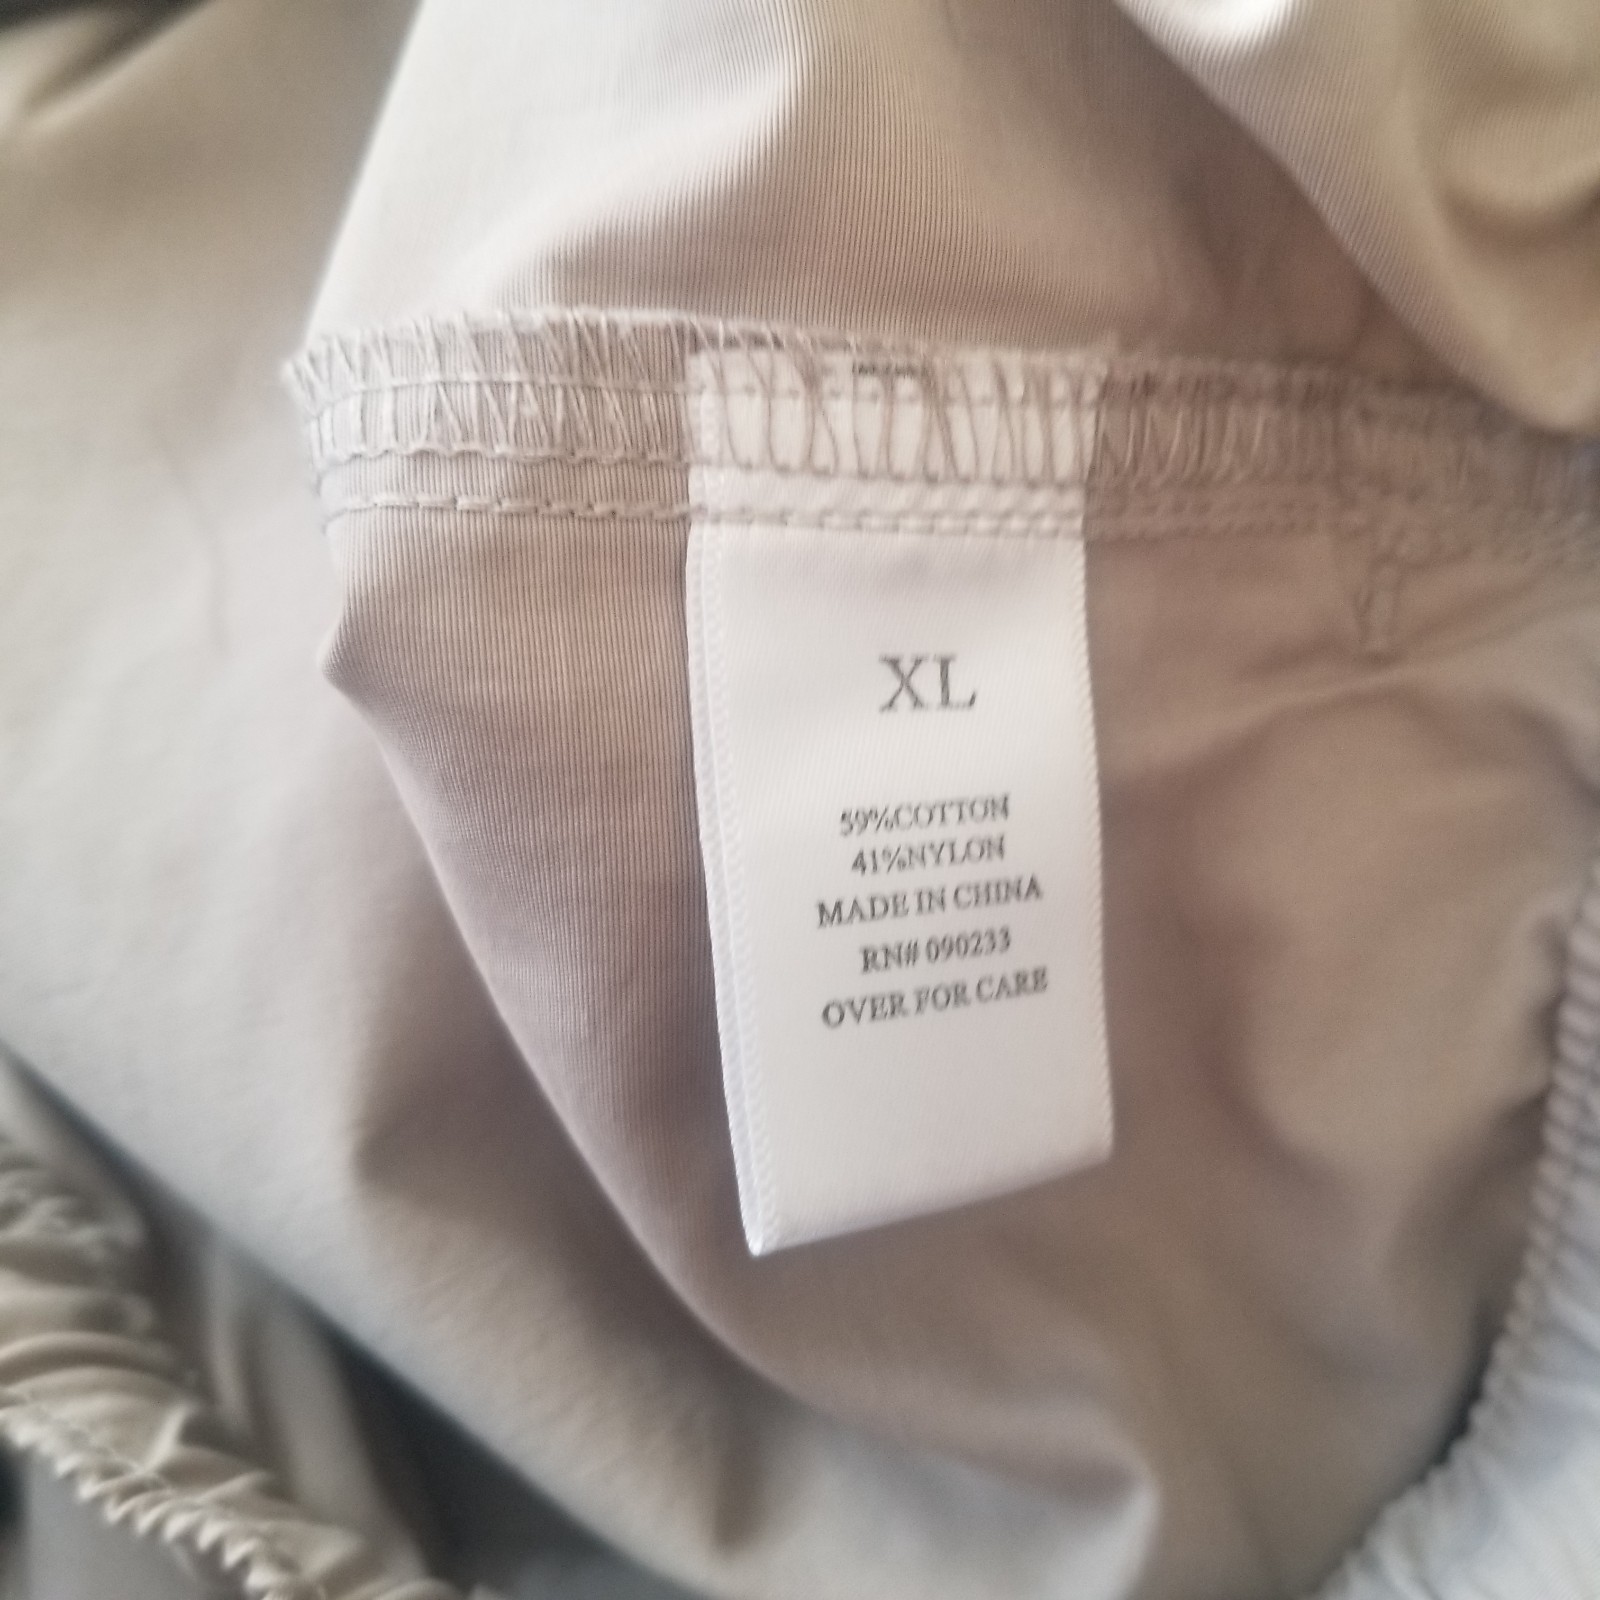 XL
59%COTTON
41%NYLON
MADE IN CHINA
RN# 090233
OVER FOR CARE